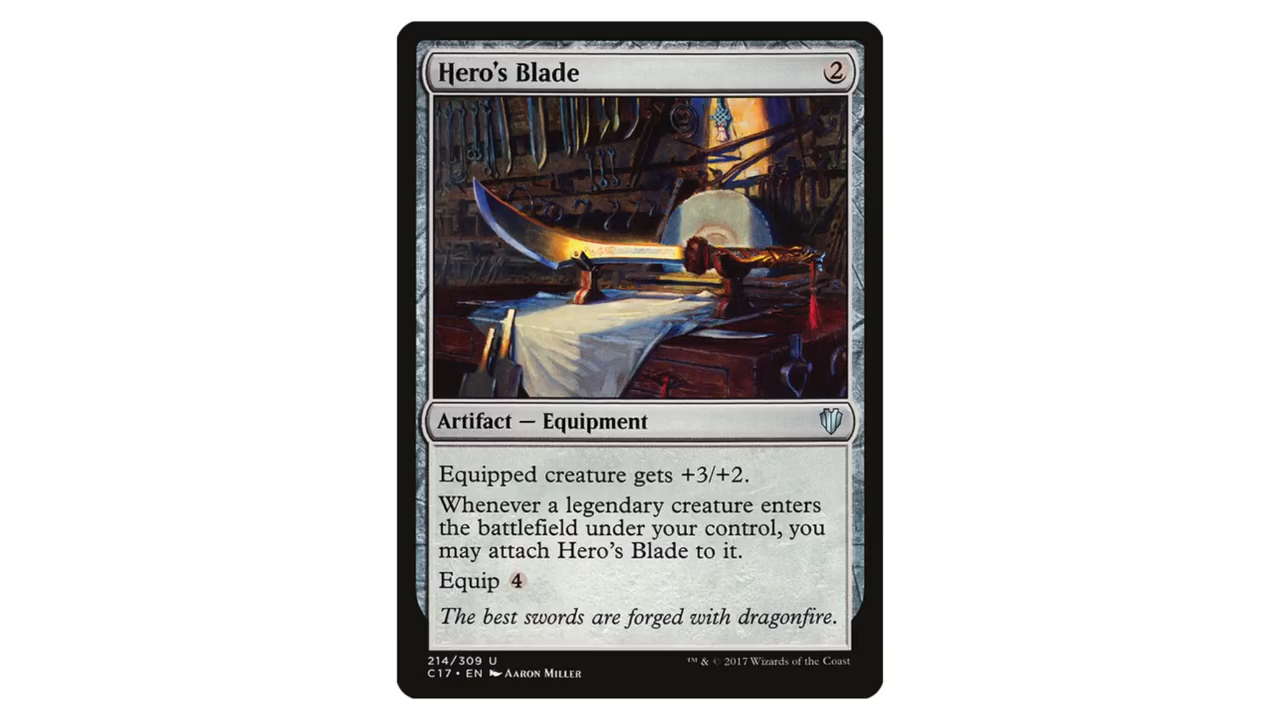 Hero's Blade 2
Artifact — Equipment
Equipped creature gets +3/+2.
Whenever a legendary creature enters
the battlefield under your control, you
may attach Hero's Blade to it.
Equip 4
The best swords are forged with dragonfire.
214/309 U
C17 • EN Aaron Miller
™ & © 2017 Wizards of the Coast